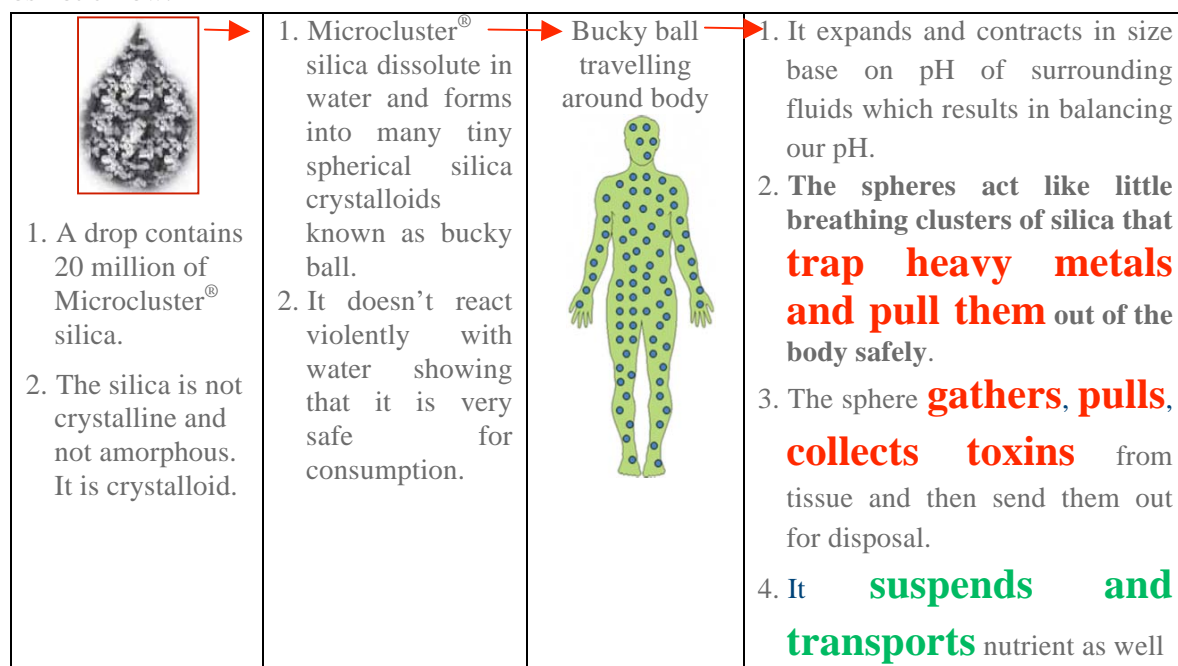 1. A drop contains
20 million of
Microcluster®
silica.
2. The silica is not
crystalline and
not amorphous.
It is crystalloid.
1. Microcluster®
silica dissolute in
water and forms
into many tiny
spherical silica
crystalloids
known as bucky
ball.
2. It doesn’t react
violently with
water showing
that it is very
safe for
consumption.
Bucky ball
travelling
around body
1. It expands and contracts in size
base on pH of surrounding
fluids which results in balancing
our pH.
2. The spheres act like little
breathing clusters of silica that
trap heavy metals
and pull them out of the
body safely.
3. The sphere gathers, pulls,
collects toxins from
tissue and then send them out
for disposal.
4. It suspends and
transports nutrient as well